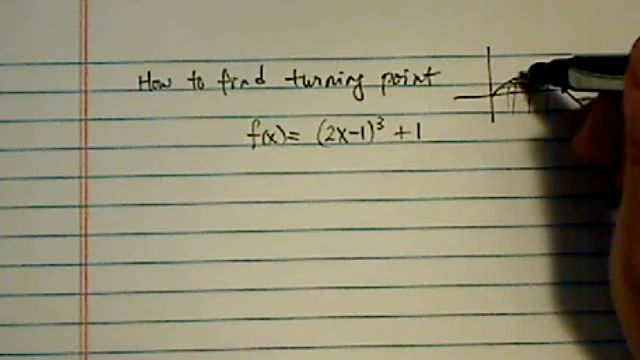 How to find turning point
f(x)= (2x-1)³ + 1